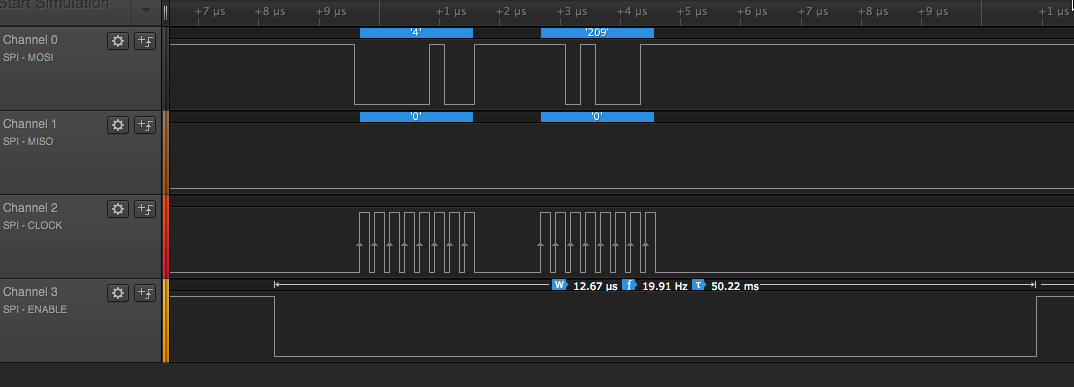 Start Simulation
+7 µs +8 µs +9 µs +1 µs +2 µs +3 µs +4 µs +5 µs +6 µs +7 µs +8 µs +9 µs +1 µs
Channel 0
SPI - MOSI
'4' '209'
Channel 1
SPI - MISO
'0' '0'
Channel 2
SPI - CLOCK
Channel 3
SPI - ENABLE
W 12.67 µs f 19.91 Hz T 50.22 ms